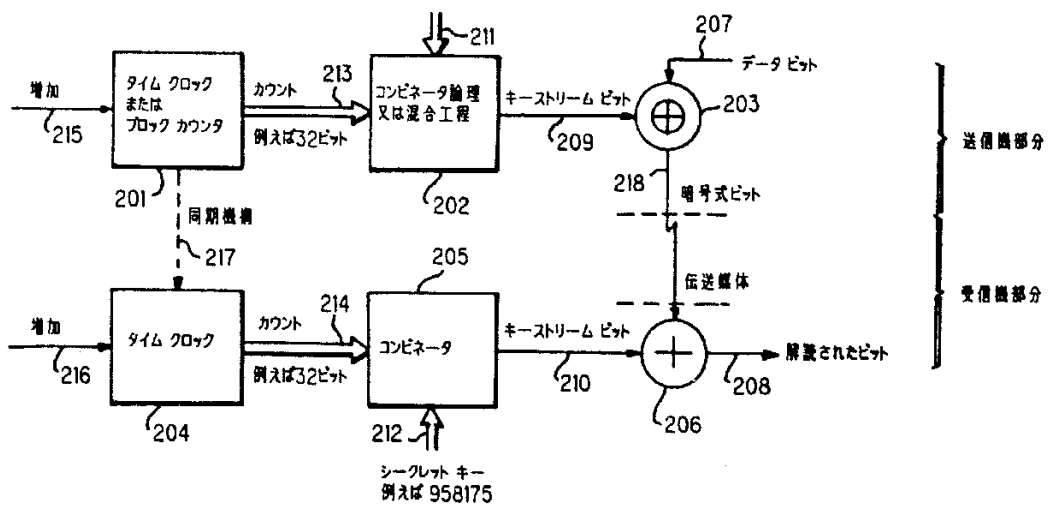 211
207
データ ビット
増加
215
タイム クロック
または
ブロック カウンタ
201
カウント
213
例えば32ビット
コンビネータ論理
又は混合工程
202
キーストリーム ビット
209
203
送信機部分
218
暗号式ビット
同期機構
217
205
伝送媒体
受信機部分
増加
216
タイム クロック
204
カウント
214
例えば32ビット
コンビネータ
キーストリーム ビット
210
206
208
解読されたビット
212
シークレット キー
例えば 958175